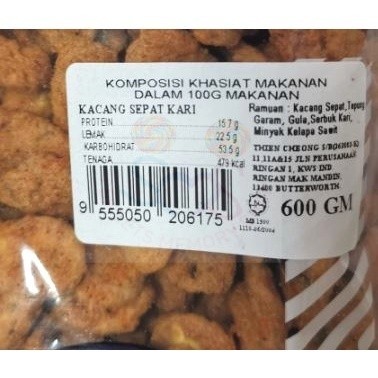 KOMPOSISI KHASIAT MAKANAN
DALAM 100G MAKANAN
KACANG SEPAT KARI
PROTEIN 15.7 g
LEMAK 22.5 g
KARBOHIDRAT 53.5 g
TENAGA 479 kcal
9 555050 206175
Ramuan : Kacang Sepat, Tepung
Garam, Gula, Serbuk Kari,
Minyak Kelapa Sawit
THIEN CHEONG S/B
11 11A&15 JLN PERUSAHAAN
RINGAN 1, KWS IND
RINGAN MAK MANDIN,
13400 BUTTERWORTH
600 GM